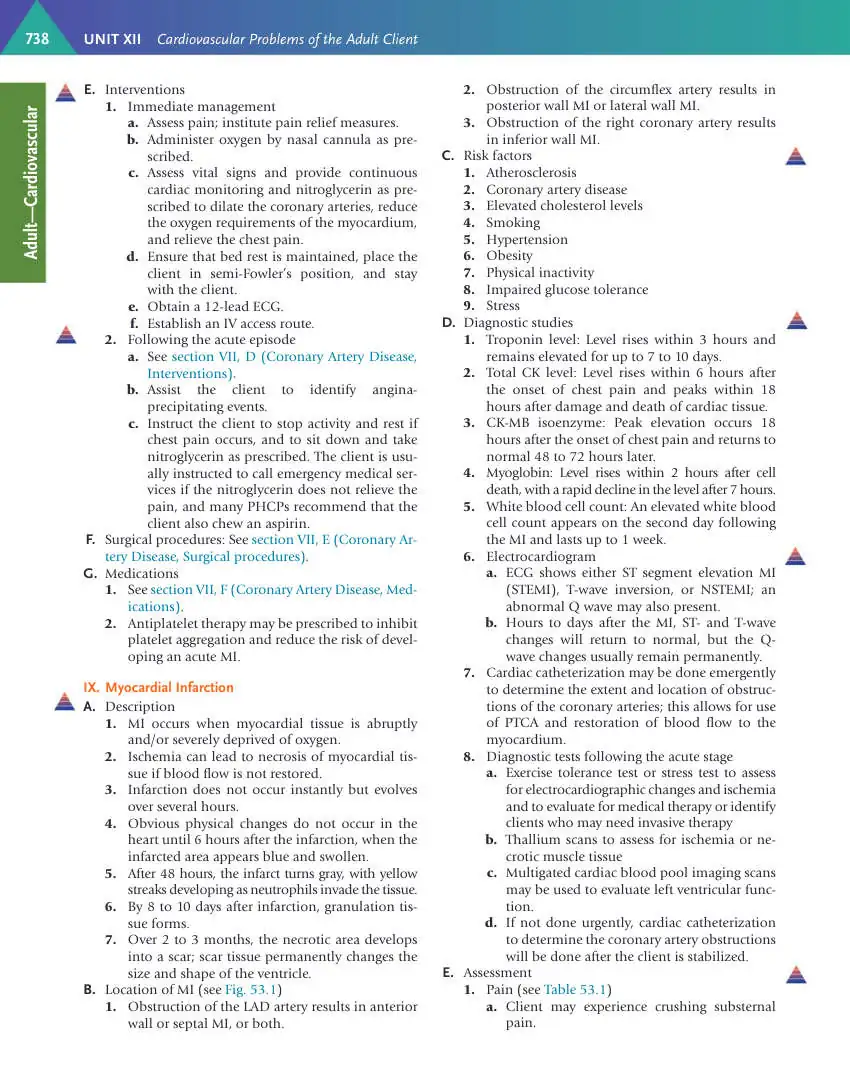 738 UNIT XII Cardiovascular Problems of the Adult Client
Adult—Cardiovascular
E. Interventions
1. Immediate management
a. Assess pain; institute pain relief measures.
b. Administer oxygen by nasal cannula as pre-
scribed.
c. Assess vital signs and provide continuous
cardiac monitoring and nitroglycerin as pre-
scribed to dilate the coronary arteries, reduce
the oxygen requirements of the myocardium,
and relieve the chest pain.
d. Ensure that bed rest is maintained, place the
client in semi-Fowler's position, and stay
with the client.
e. Obtain a 12-lead ECG.
f. Establish an IV access route.
2. Following the acute episode
a. See section VII, D (Coronary Artery Disease,
Interventions).
b. Assist the client to identify angina-
precipitating events.
c. Instruct the client to stop activity and rest if
chest pain occurs, and to sit down and take
nitroglycerin as prescribed. The client is usu-
ally instructed to call emergency medical ser-
vices if the nitroglycerin does not relieve the
pain, and many PHCPs recommend that the
client also chew an aspirin.
F. Surgical procedures: See section VII, E (Coronary Ar-
tery Disease, Surgical procedures).
G. Medications
1. See section VII, F (Coronary Artery Disease, Med-
ications).
2. Antiplatelet therapy may be prescribed to inhibit
platelet aggregation and reduce the risk of devel-
oping an acute MI.
IX. Myocardial Infarction
A. Description
1. MI occurs when myocardial tissue is abruptly
and/or severely deprived of oxygen.
2. Ischemia can lead to necrosis of myocardial tis-
sue if blood flow is not restored.
3. Infarction does not occur instantly but evolves
over several hours.
4. Obvious physical changes do not occur in the
heart until 6 hours after the infarction, when the
infarcted area appears blue and swollen.
5. After 48 hours, the infarct turns gray, with yellow
streaks developing as neutrophils invade the tissue.
6. By 8 to 10 days after infarction, granulation tis-
sue forms.
7. Over 2 to 3 months, the necrotic area develops
into a scar; scar tissue permanently changes the
size and shape of the ventricle.
B. Location of MI (see Fig. 53.1)
1. Obstruction of the LAD artery results in anterior
wall or septal MI, or both.
2. Obstruction of the circumflex artery results in
posterior wall MI or lateral wall MI.
3. Obstruction of the right coronary artery results
in inferior wall MI.
C. Risk factors
1. Atherosclerosis
2. Coronary artery disease
3. Elevated cholesterol levels
4. Smoking
5. Hypertension
6. Obesity
7. Physical inactivity
8. Impaired glucose tolerance
9. Stress
D. Diagnostic studies
1. Troponin level: Level rises within 3 hours and
remains elevated for up to 7 to 10 days.
2. Total CK level: Level rises within 6 hours after
the onset of chest pain and peaks within 18
hours after damage and death of cardiac tissue.
3. CK-MB isoenzyme: Peak elevation occurs 18
hours after the onset of chest pain and returns to
normal 48 to 72 hours later.
4. Myoglobin: Level rises within 2 hours after cell
death, with a rapid decline in the level after 7 hours.
5. White blood cell count: An elevated white blood
cell count appears on the second day following
the MI and lasts up to 1 week.
6. Electrocardiogram
a. ECG shows either ST segment elevation MI
(STEMI), T-wave inversion, or NSTEMI; an
abnormal Q wave may also present.
b. Hours to days after the MI, ST- and T-wave
changes will return to normal, but the Q-
wave changes usually remain permanently.
7. Cardiac catheterization may be done emergently
to determine the extent and location of obstruc-
tions of the coronary arteries; this allows for use
of PTCA and restoration of blood flow to the
myocardium.
8. Diagnostic tests following the acute stage
a. Exercise tolerance test or stress test to assess
for electrocardiographic changes and ischemia
and to evaluate for medical therapy or identify
clients who may need invasive therapy
b. Thallium scans to assess for ischemia or ne-
crotic muscle tissue
c. Multigated cardiac blood pool imaging scans
may be used to evaluate left ventricular func-
tion.
d. If not done urgently, cardiac catheterization
to determine the coronary artery obstructions
will be done after the client is stabilized.
E. Assessment
1. Pain (see Table 53.1)
a. Client may experience crushing substernal
pain.